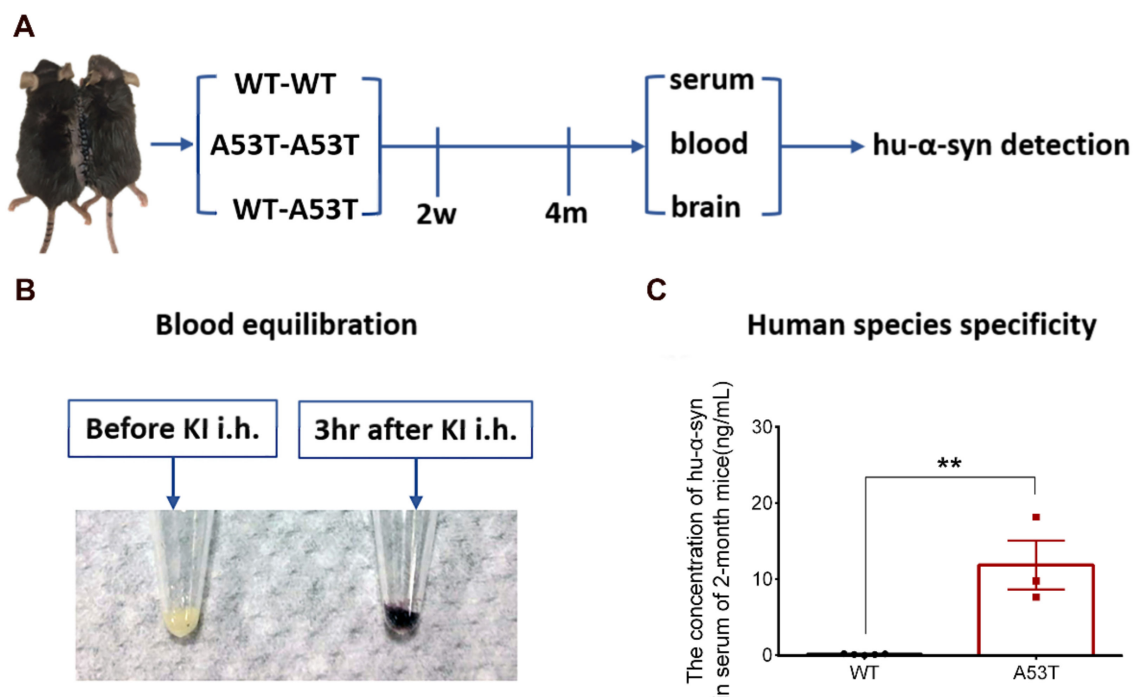 A
WT-WT
A53T-A53T
WT-A53T
2w
4m
serum
blood
brain
hu-α-syn detection
B
Blood equilibration
Before KI i.h.
3hr after KI i.h.
C
Human species specificity
The concentration of hu-α-syn
n serum of 2-month mice(ng/mL)
30
20
10
0
**
WT
A53T